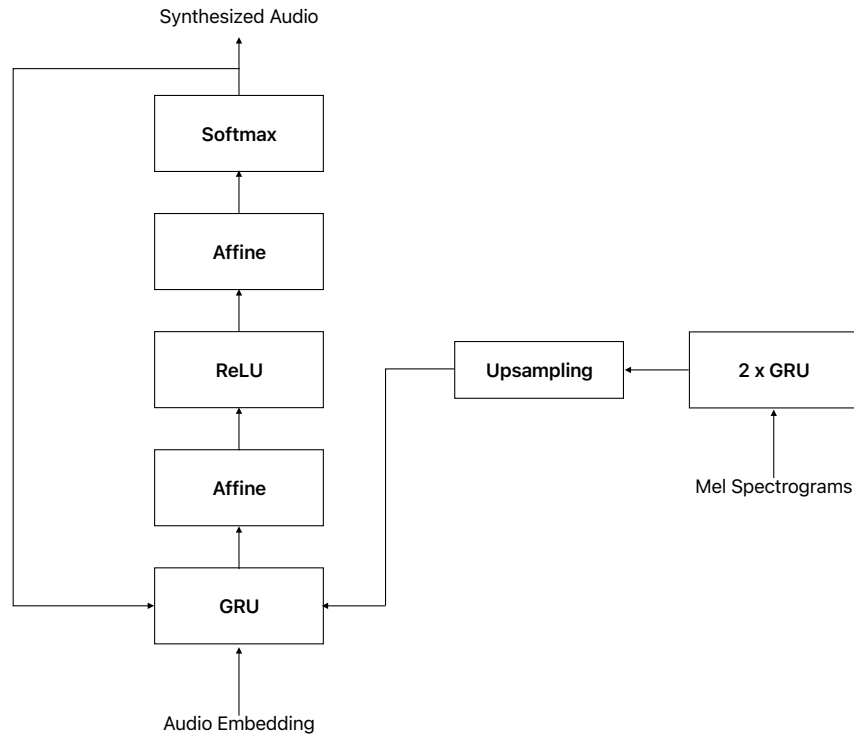 Synthesized Audio
Softmax
Affine
ReLU
Upsampling
2 x GRU
Affine
Mel Spectrograms
GRU
Audio Embedding